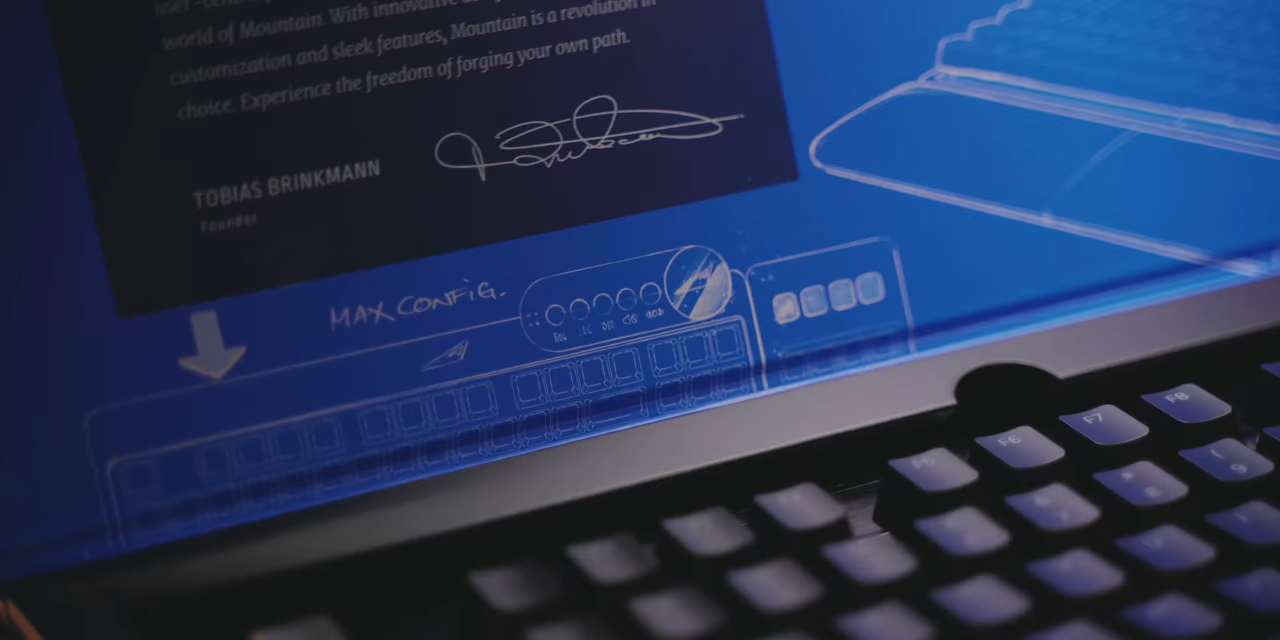 world of Mountain. With innovative
customization and sleek features, Mountain is a revolution in
choice. Experience the freedom of forging your own path.
TOBIAS BRINKMANN
Founder
MAX CONFIG.
F6
F7
F8
9